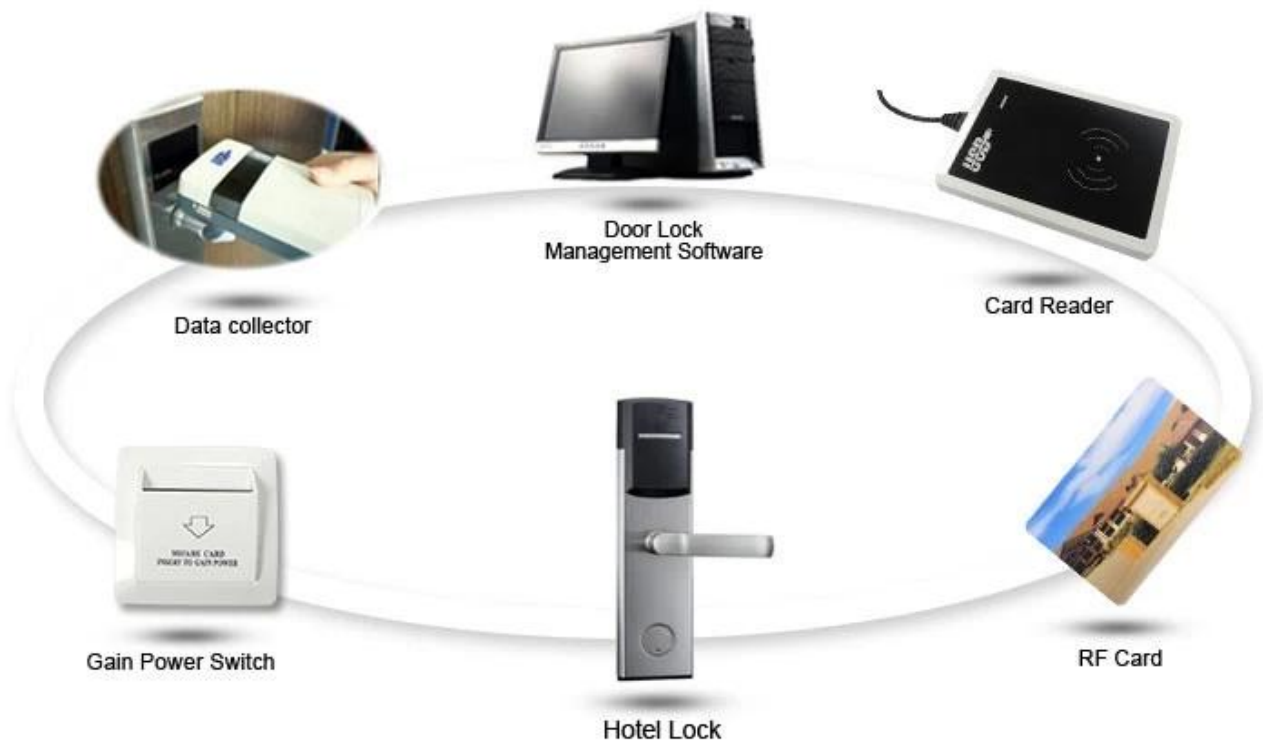 Door Lock
Management Software
Card Reader
Data collector
MIFARE CARD
INSERT TO GAIN POWER
Gain Power Switch
RF Card
Hotel Lock